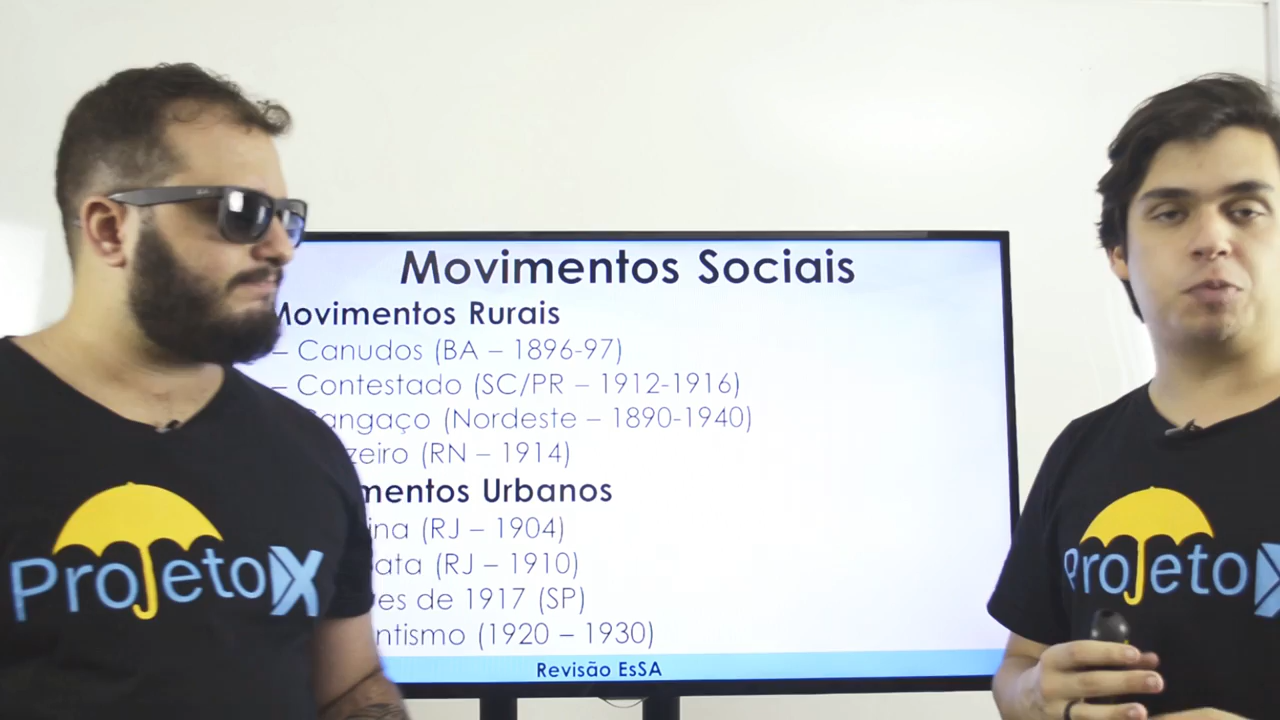 Movimentos Sociais
Movimentos Rurais
– Canudos (BA – 1896-97)
– Contestado (SC/PR – 1912-1916)
angaço (Nordeste – 1890-1940)
zeiro (RN – 1914)
mentos Urbanos
ina (RJ – 1904)
ata (RJ – 1910)
es de 1917 (SP)
ntismo (1920 – 1930)
Revisão EsSA
ProJetoX
ProJetoX